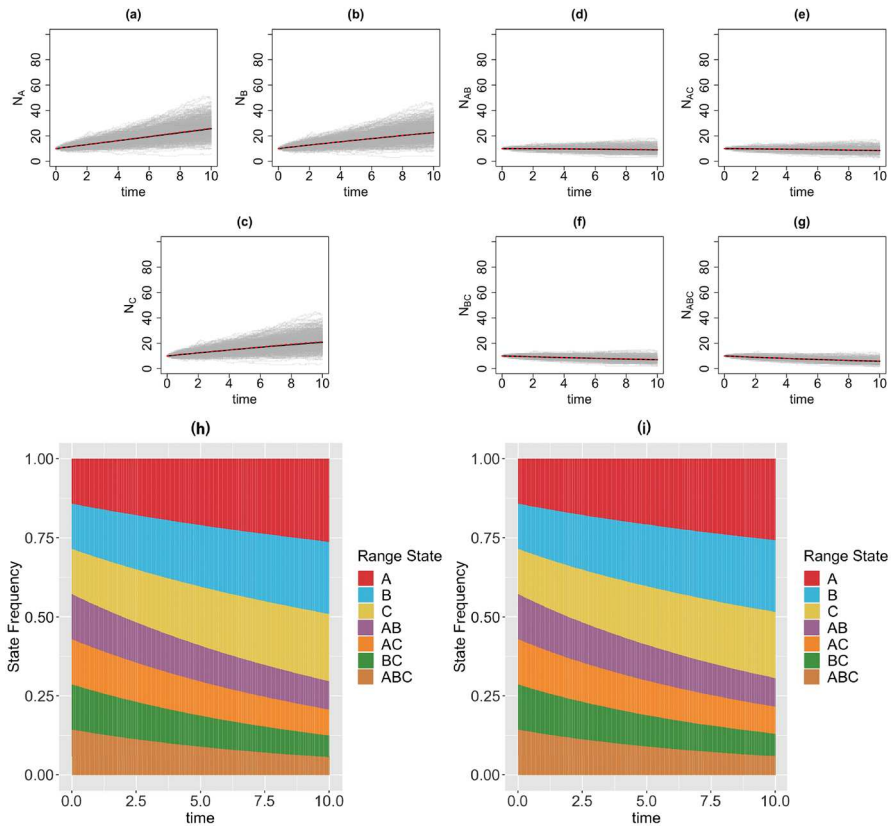 (a)
N_A
80
60
40
20
0
0 2 4 6 8 10
time
(b)
N_B
80
60
40
20
0
0 2 4 6 8 10
time
(d)
N_AB
80
60
40
20
0
0 2 4 6 8 10
time
(e)
N_AC
80
60
40
20
0
0 2 4 6 8 10
time
(c)
N_C
80
60
40
20
0
0 2 4 6 8 10
time
(f)
N_BC
80
60
40
20
0
0 2 4 6 8 10
time
(g)
N_ABC
80
60
40
20
0
0 2 4 6 8 10
time
(h)
State Frequency
1.00
0.75
0.50
0.25
0.00
0.0 2.5 5.0 7.5 10.0
time
Range State
A
B
C
AB
AC
BC
ABC
(i)
State Frequency
1.00
0.75
0.50
0.25
0.00
0.0 2.5 5.0 7.5 10.0
time
Range State
A
B
C
AB
AC
BC
ABC